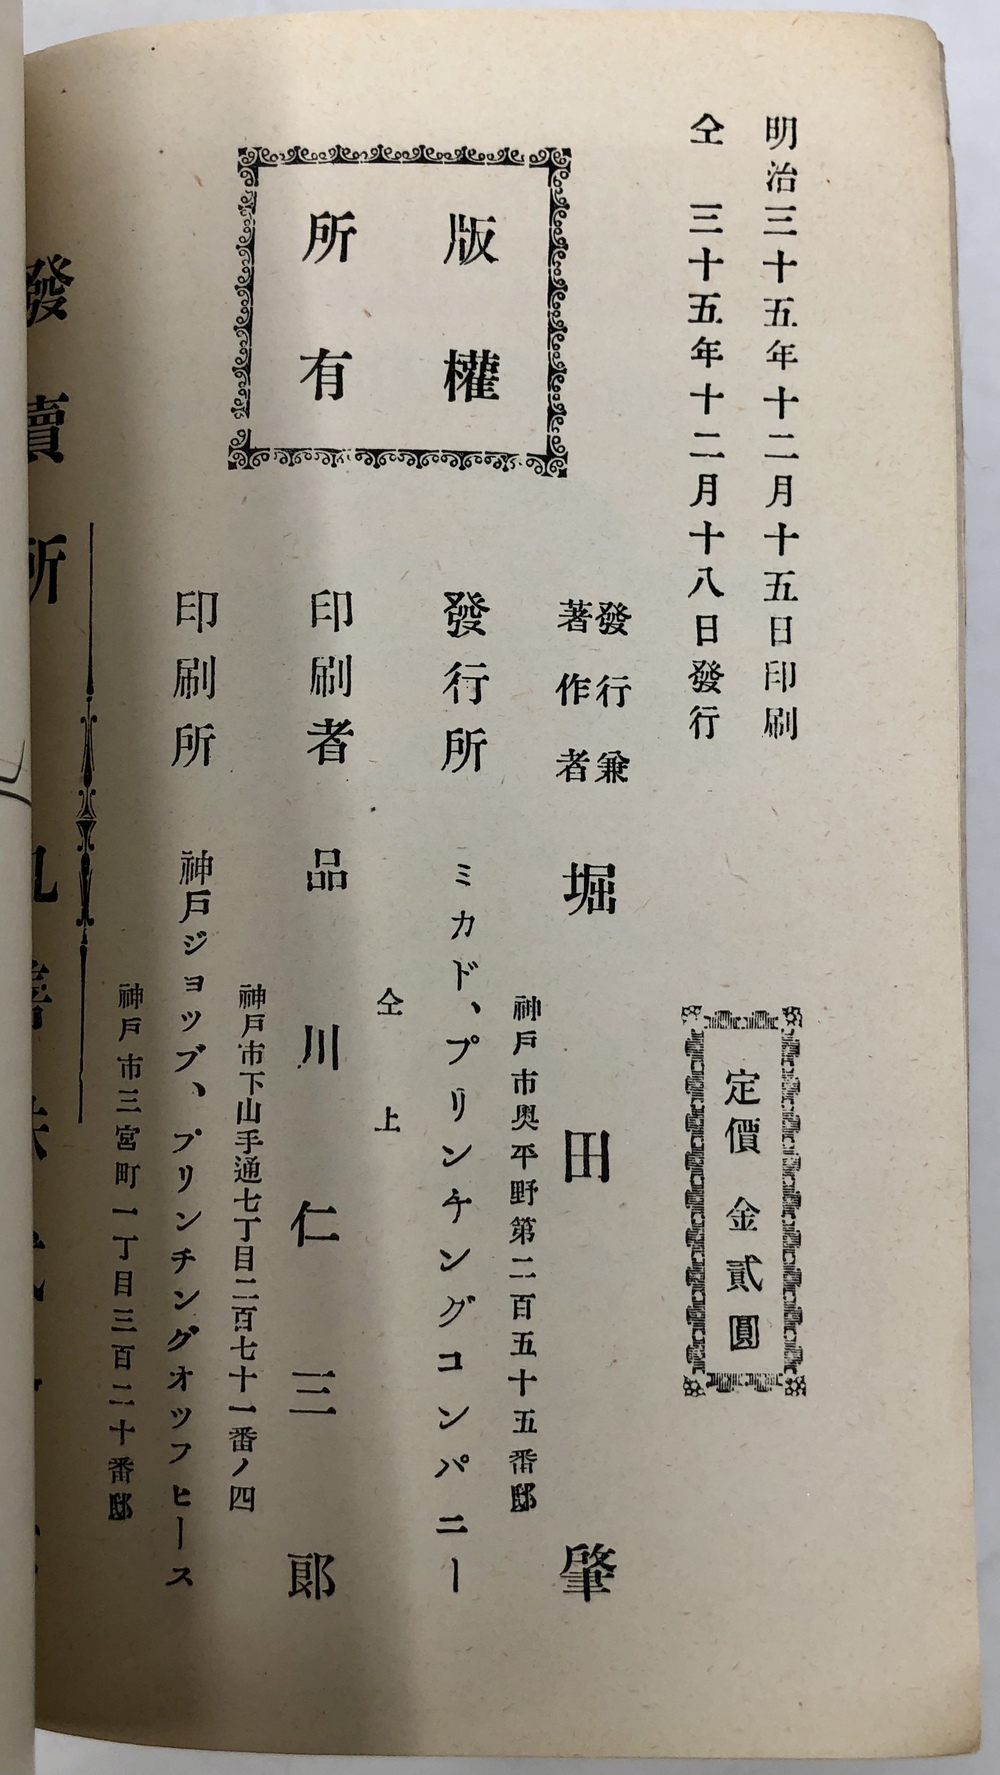 明治三十五年十二月十五日印刷
仝　三十五年十二月十八日發行
定價　金貳圓
版權
所有
發行兼
著作者　堀田肇
神戸市奥平野第二百五十五番邸
發行所　ミカド、プリンチングコンパニー
仝上
印刷者　品川仁三郎
神戸市下山手通七丁目二百七十一番ノ四
印刷所　神戸ジョッブ、プリンチングオッフヒース
神戸市三宮町一丁目三百二十番邸
發賣所